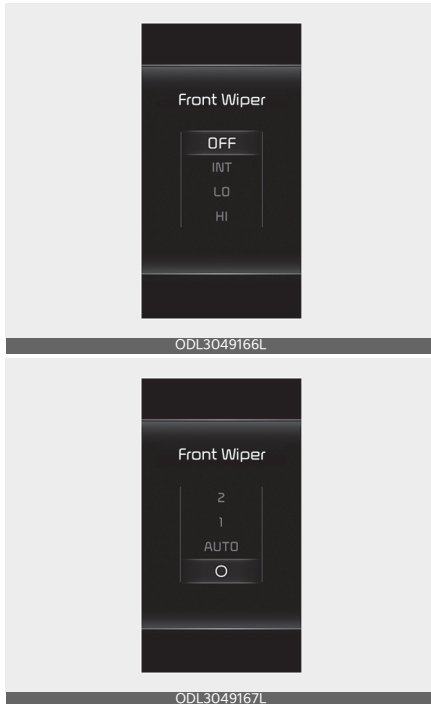 Front Wiper
OFF
INT
LO
HI
ODL3049166L
Front Wiper
2
1
AUTO
O
ODL3049167L